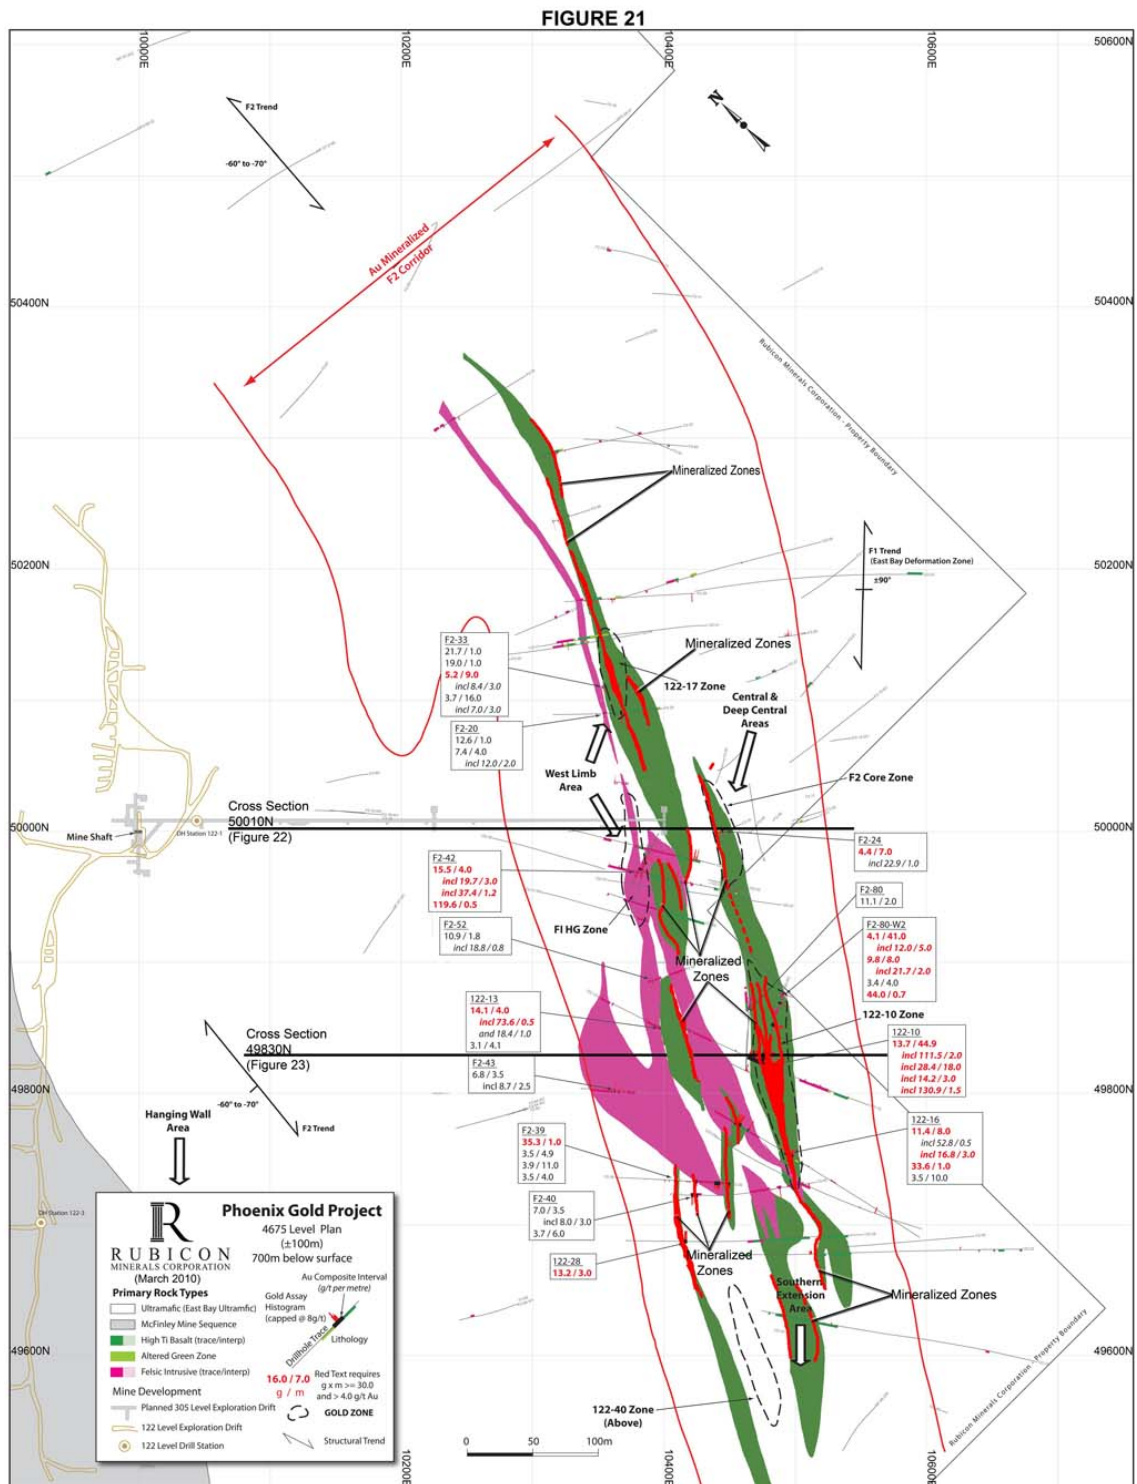 FIGURE 21
10000E
10200E
10400E
10600E
50600N
N
F2 Trend
-60° to -70°
Au Mineralized
F2 Corridor
50400N
50400N
Rubicon Minerals Corporation - Property Boundary
Mineralized Zones
F1 Trend
(East Bay Deformation Zone)
±90°
50200N
50200N
F2-33
21.7 / 1.0
19.0 / 1.0
5.2 / 9.0
incl 8.4 / 3.0
3.7 / 16.0
incl 7.0 / 3.0
Mineralized Zones
122-17 Zone
Central &
Deep Central
Areas
F2-20
12.6 / 1.0
7.4 / 4.0
incl 12.0 / 2.0
West Limb
Area
F2 Core Zone
Cross Section
50010N
(Figure 22)
Mine Shaft
DH Station 122-1
50000N
50000N
F2-24
4.4 / 7.0
incl 22.9 / 1.0
F2-42
15.5 / 4.0
incl 19.7 / 3.0
incl 37.4 / 1.2
119.6 / 0.5
F2-80
11.1 / 2.0
F2-52
10.9 / 1.8
incl 18.8 / 0.8
FI HG Zone
F2-80-W2
4.1 / 41.0
incl 12.0 / 5.0
9.8 / 8.0
incl 21.7 / 2.0
3.4 / 4.0
44.0 / 0.7
Mineralized
Zones
122-13
14.1 / 4.0
incl 73.6 / 0.5
and 18.4 / 1.0
3.1 / 4.1
122-10 Zone
122-10
13.7 / 44.9
incl 111.5 / 2.0
incl 28.4 / 18.0
incl 14.2 / 3.0
incl 130.9 / 1.5
Cross Section
49830N
(Figure 23)
F2-43
6.8 / 3.5
incl 8.7 / 2.5
49800N
49800N
-60° to -70°
F2 Trend
Hanging Wall
Area
122-16
11.4 / 8.0
incl 52.8 / 0.5
incl 16.8 / 3.0
33.6 / 1.0
3.5 / 10.0
F2-39
35.3 / 1.0
3.5 / 4.9
3.9 / 11.0
3.5 / 4.0
F2-40
7.0 / 3.5
incl 8.0 / 3.0
3.7 / 6.0
122-28
13.2 / 3.0
Mineralized
Zones
Southern
Extension
Area
Mineralized Zones
DH Station 122-3
49600N
49600N
122-40 Zone
(Above)
Rubicon Minerals Corporation - Property Boundary
0 50 100m
10200E
10400E
10600E
R
RUBICON
MINERALS CORPORATION
(March 2010)
Phoenix Gold Project
4675 Level Plan
(±100m)
700m below surface
Primary Rock Types
Ultramafic (East Bay Ultramfic)
McFinley Mine Sequence
High Ti Basalt (trace/interp)
Altered Green Zone
Felsic Intrusive (trace/interp)
Mine Development
Planned 305 Level Exploration Drift
122 Level Exploration Drift
122 Level Drill Station
Au Composite Interval
(g/t per metre)
Gold Assay
Histogram
(capped @ 8g/t)
Drillhole Trace
Lithology
16.0 / 7.0
g / m
Red Text requires
g x m >= 30.0
and > 4.0 g/t Au
GOLD ZONE
Structural Trend